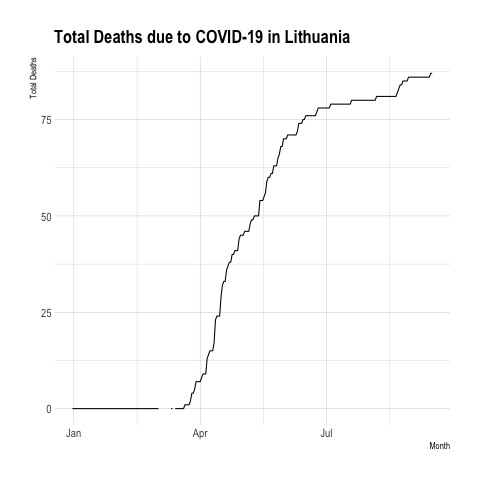 Total Deaths due to COVID-19 in Lithuania
Total Deaths
75
50
25
0
Jan Apr Jul
Month